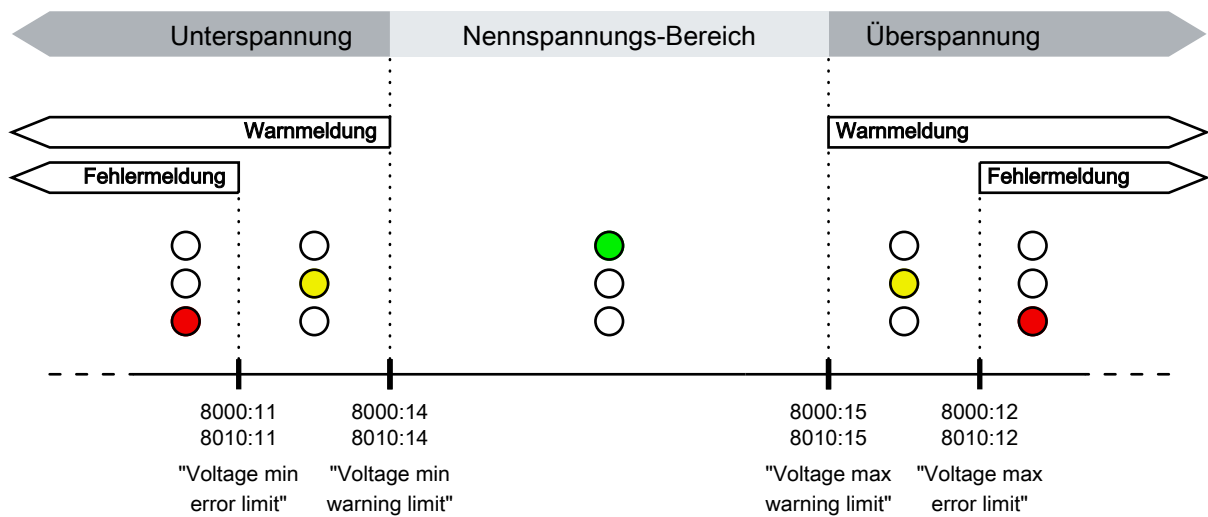 Unterspannung
Nennspannungs-Bereich
Überspannung
Warnmeldung
Warnmeldung
Fehlermeldung
Fehlermeldung
8000:11
8010:11
"Voltage min
error limit"
8000:14
8010:14
"Voltage min
warning limit"
8000:15
8010:15
"Voltage max
warning limit"
8000:12
8010:12
"Voltage max
error limit"